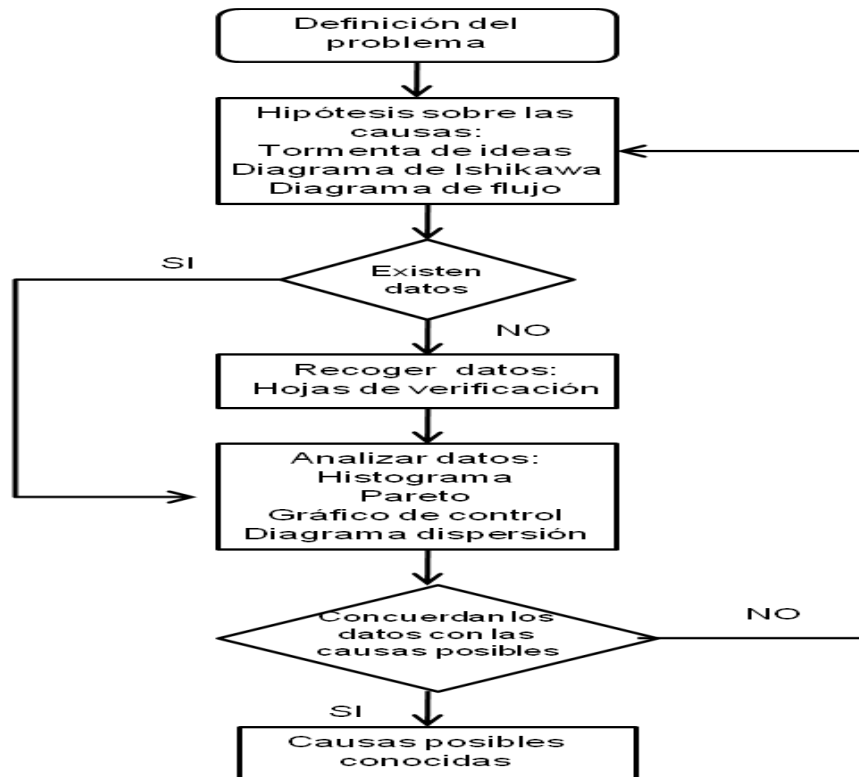 Definición del
problema
Hipótesis sobre las
causas:
Tormenta de ideas
Diagrama de Ishikawa
Diagrama de flujo
SI
Existen
datos
NO
Recoger datos:
Hojas de verificación
Analizar datos:
Histograma
Pareto
Gráfico de control
Diagrama dispersión
Concuerdan los
datos con las
causas posibles
NO
SI
Causas posibles
conocidas